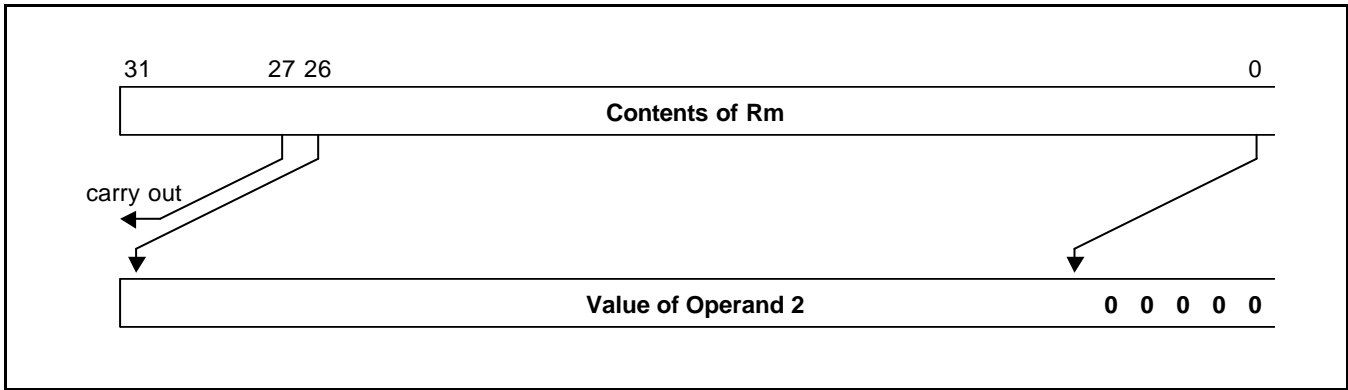 31 27 26 0
Contents of Rm
carry out
Value of Operand 2 0 0 0 0 0